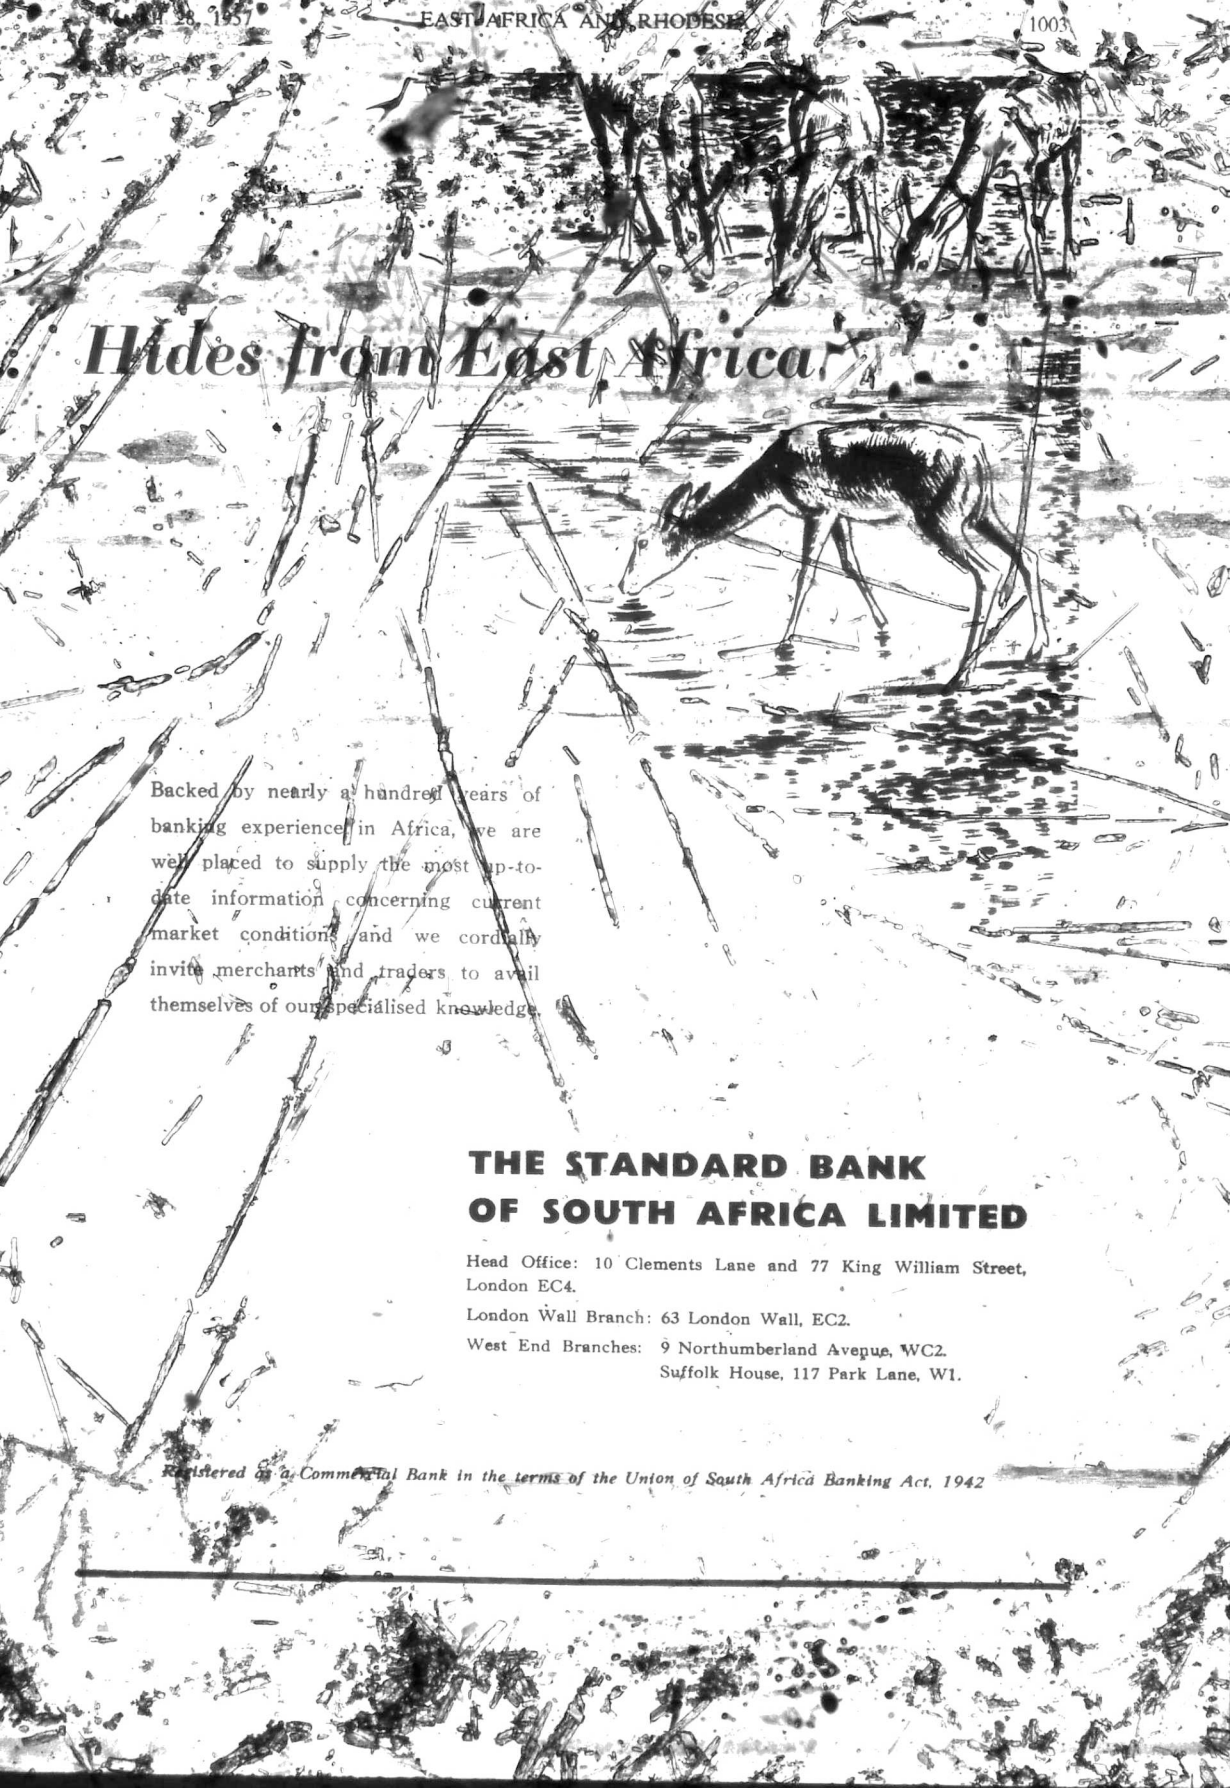 28, 1957
EAST AFRICA AND RHODESIA
1003
Hides from East Africa?
Backed by nearly a hundred years of
banking experience in Africa, we are
well placed to supply the most up-to-
date information concerning current
market conditions and we cordially
invite merchants and traders to avail
themselves of our specialised knowledge.
THE STANDARD BANK
OF SOUTH AFRICA LIMITED
Head Office: 10 Clements Lane and 77 King William Street,
London EC4.
London Wall Branch: 63 London Wall, EC2.
West End Branches: 9 Northumberland Avenue, WC2.
Suffolk House, 117 Park Lane, W1.
Registered as a Commercial Bank in the terms of the Union of South Africa Banking Act, 1942